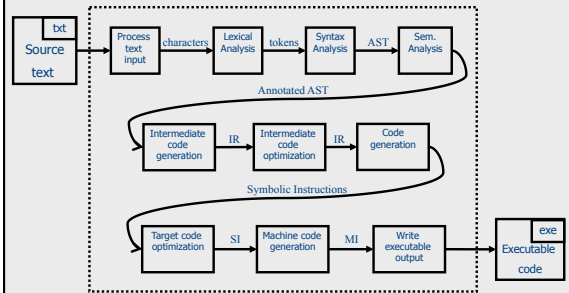 txt
Source
text
Process
text
input
characters
Lexical
Analysis
tokens
Syntax
Analysis
AST
Sem.
Analysis
Annotated AST
Intermediate
code
generation
IR
Intermediate
code
optimization
IR
Code
generation
Symbolic Instructions
Target code
optimization
SI
Machine code
generation
MI
Write
executable
output
exe
Executable
code